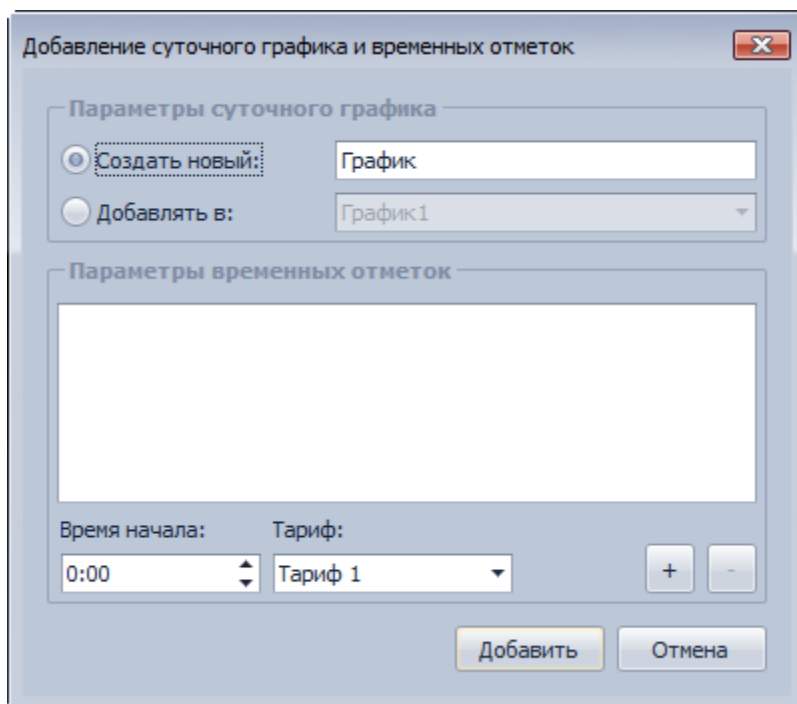 Добавление суточного графика и временных отметок
Параметры суточного графика
Создать новый: График
Добавлять в: График1
Параметры временных отметок
Время начала: Тариф:
0:00 Тариф 1 + -
Добавить Отмена